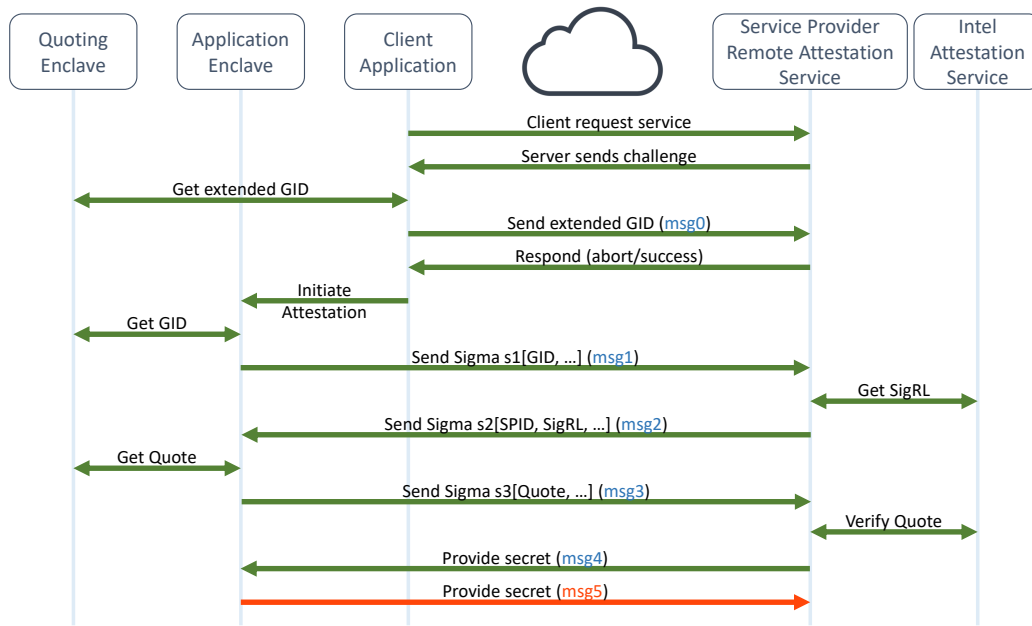 Quoting
Enclave
Application
Enclave
Client
Application
Service Provider
Remote Attestation
Service
Intel
Attestation
Service
Client request service
Server sends challenge
Get extended GID
Send extended GID (msg0)
Respond (abort/success)
Initiate
Attestation
Get GID
Send Sigma s1[GID, …] (msg1)
Get SigRL
Send Sigma s2[SPID, SigRL, …] (msg2)
Get Quote
Send Sigma s3[Quote, …] (msg3)
Verify Quote
Provide secret (msg4)
Provide secret (msg5)